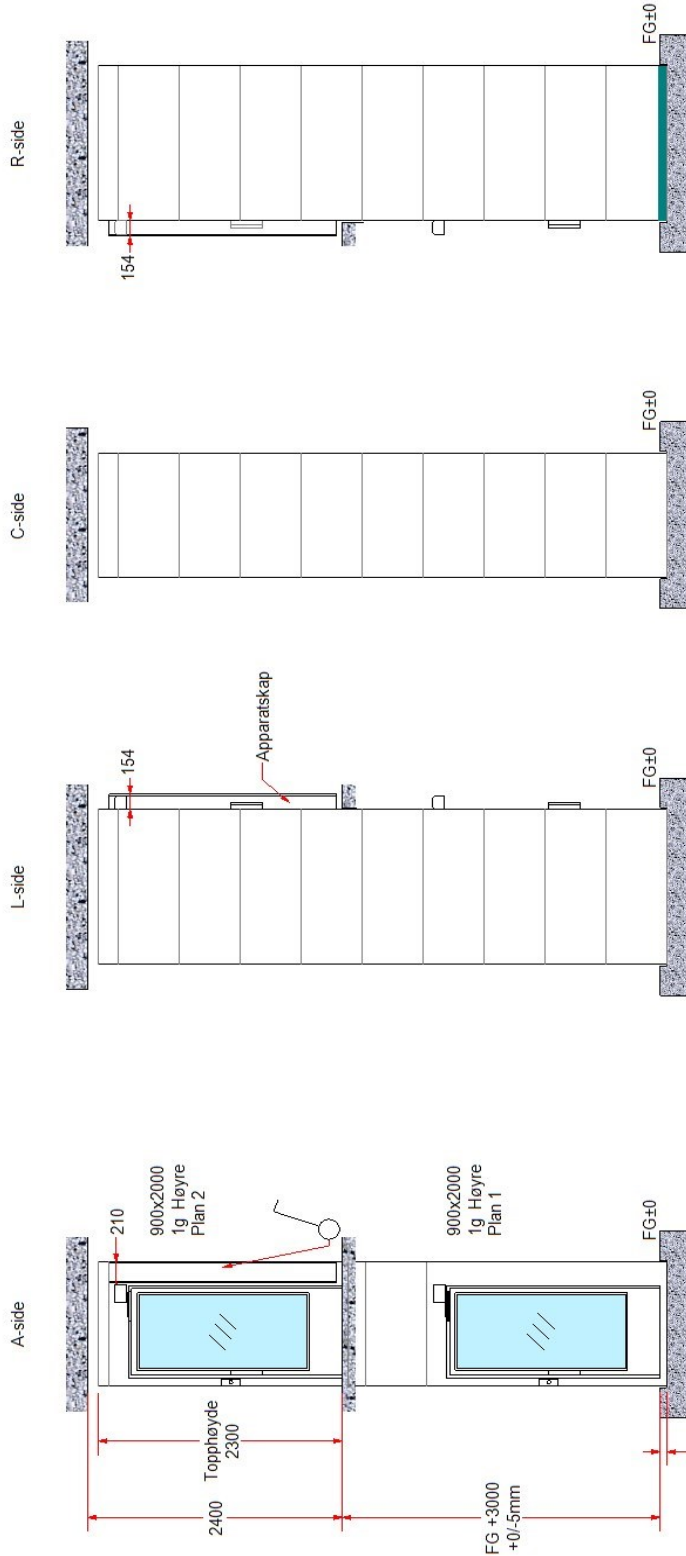 A-side
210
900x2000
1g Høyre
Plan 2
Topphøyde
2300
2400
900x2000
1g Høyre
Plan 1
FG +3000
+0/-5mm
FG±0
L-side
154
Apparatskap
FG±0
C-side
FG±0
R-side
154
FG±0